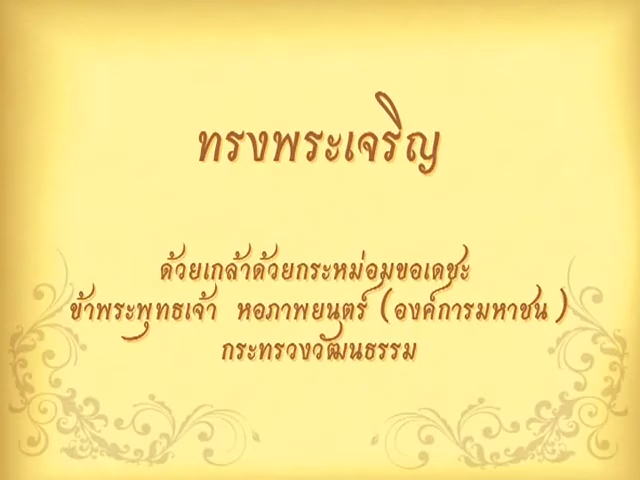 ทรงพระเจริญ
ด้วยเกล้าด้วยกระหม่อมขอเดชะ
ข้าพระพุทธเจ้า หอภาพยนตร์ (องค์การมหาชน)
กระทรวงวัฒนธรรม